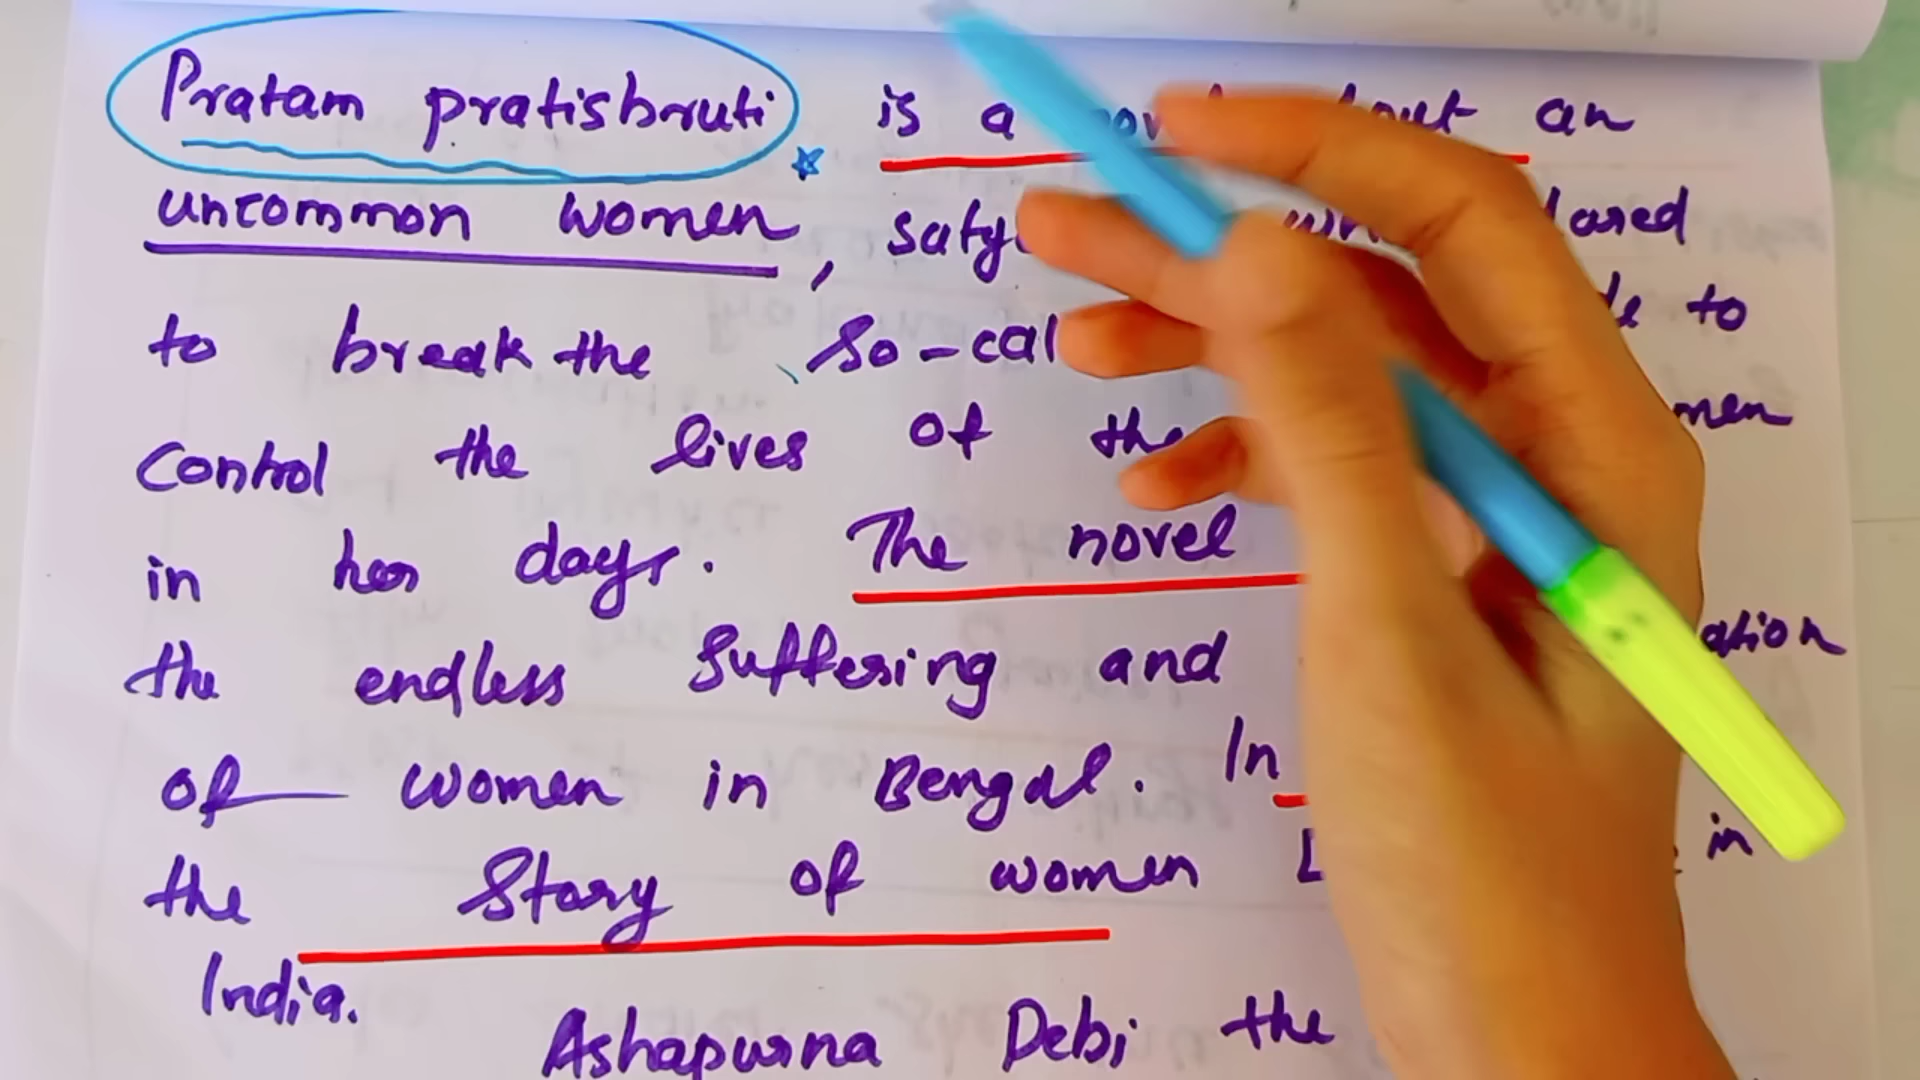 Pratam pratishruti is a about an
uncommon women, dared
to break the so-cal to
control the lives of the men
in her days. The novel
the endless suffering and ation
of women in Bengal. In
the story of women in
India.
Ashapurna Debi the